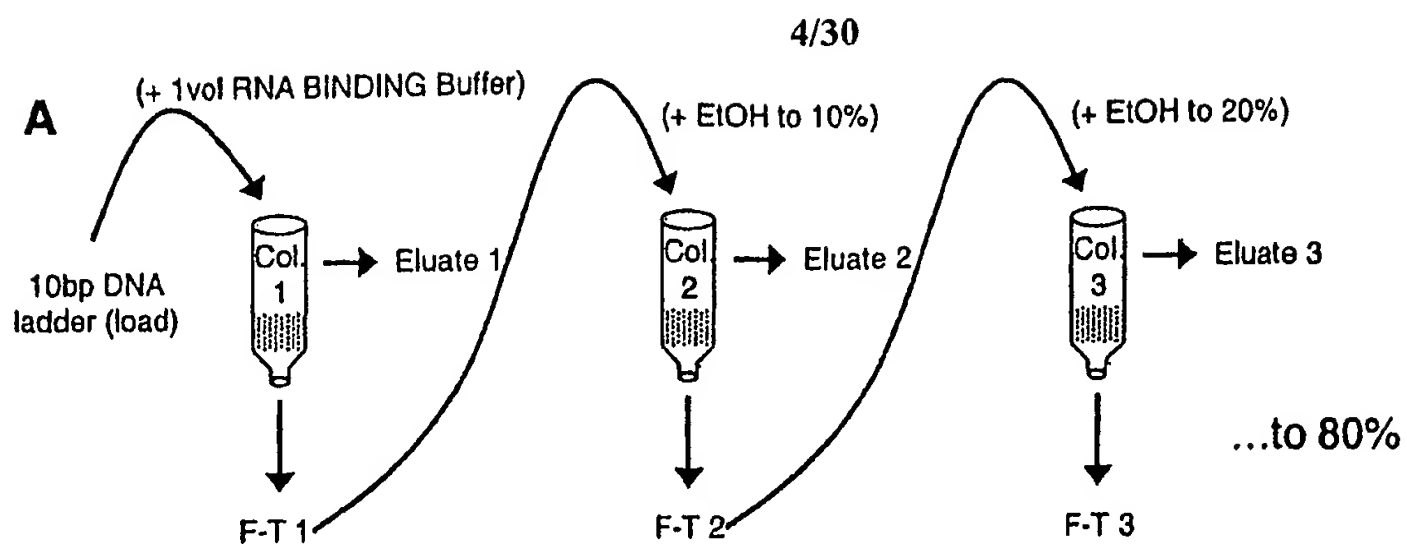 4/30
A
(+ 1vol RNA BINDING Buffer)
(+ EtOH to 10%)
(+ EtOH to 20%)
10bp DNA
ladder (load)
Col.
1
Eluate 1
Col.
2
Eluate 2
Col.
3
Eluate 3
...to 80%
F-T 1
F-T 2
F-T 3